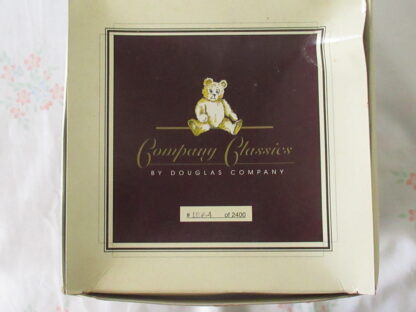 Company Classics
BY DOUGLAS COMPANY
# of 2400